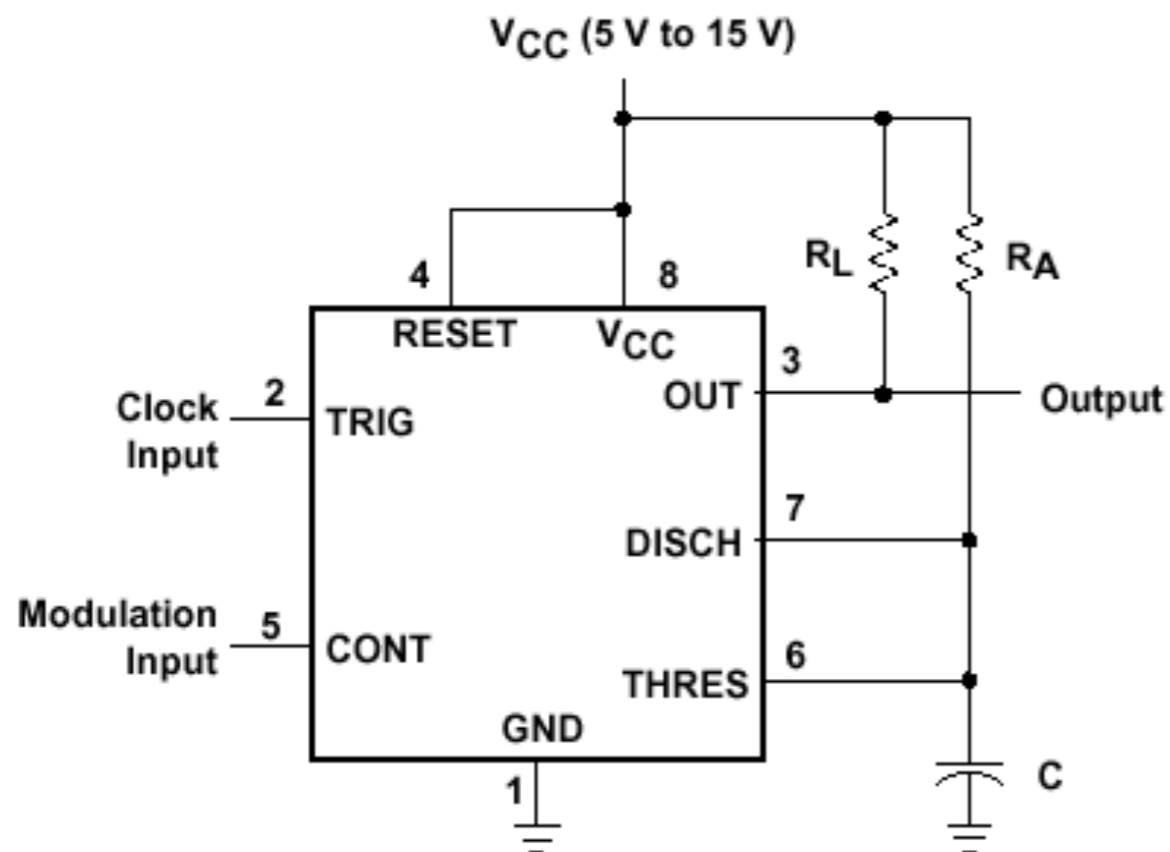 VCC (5 V to 15 V)
RL
RA
4
8
RESET
VCC
3
OUT
Output
2
Clock
Input
TRIG
7
DISCH
Modulation
Input
5
CONT
6
THRES
GND
1
C